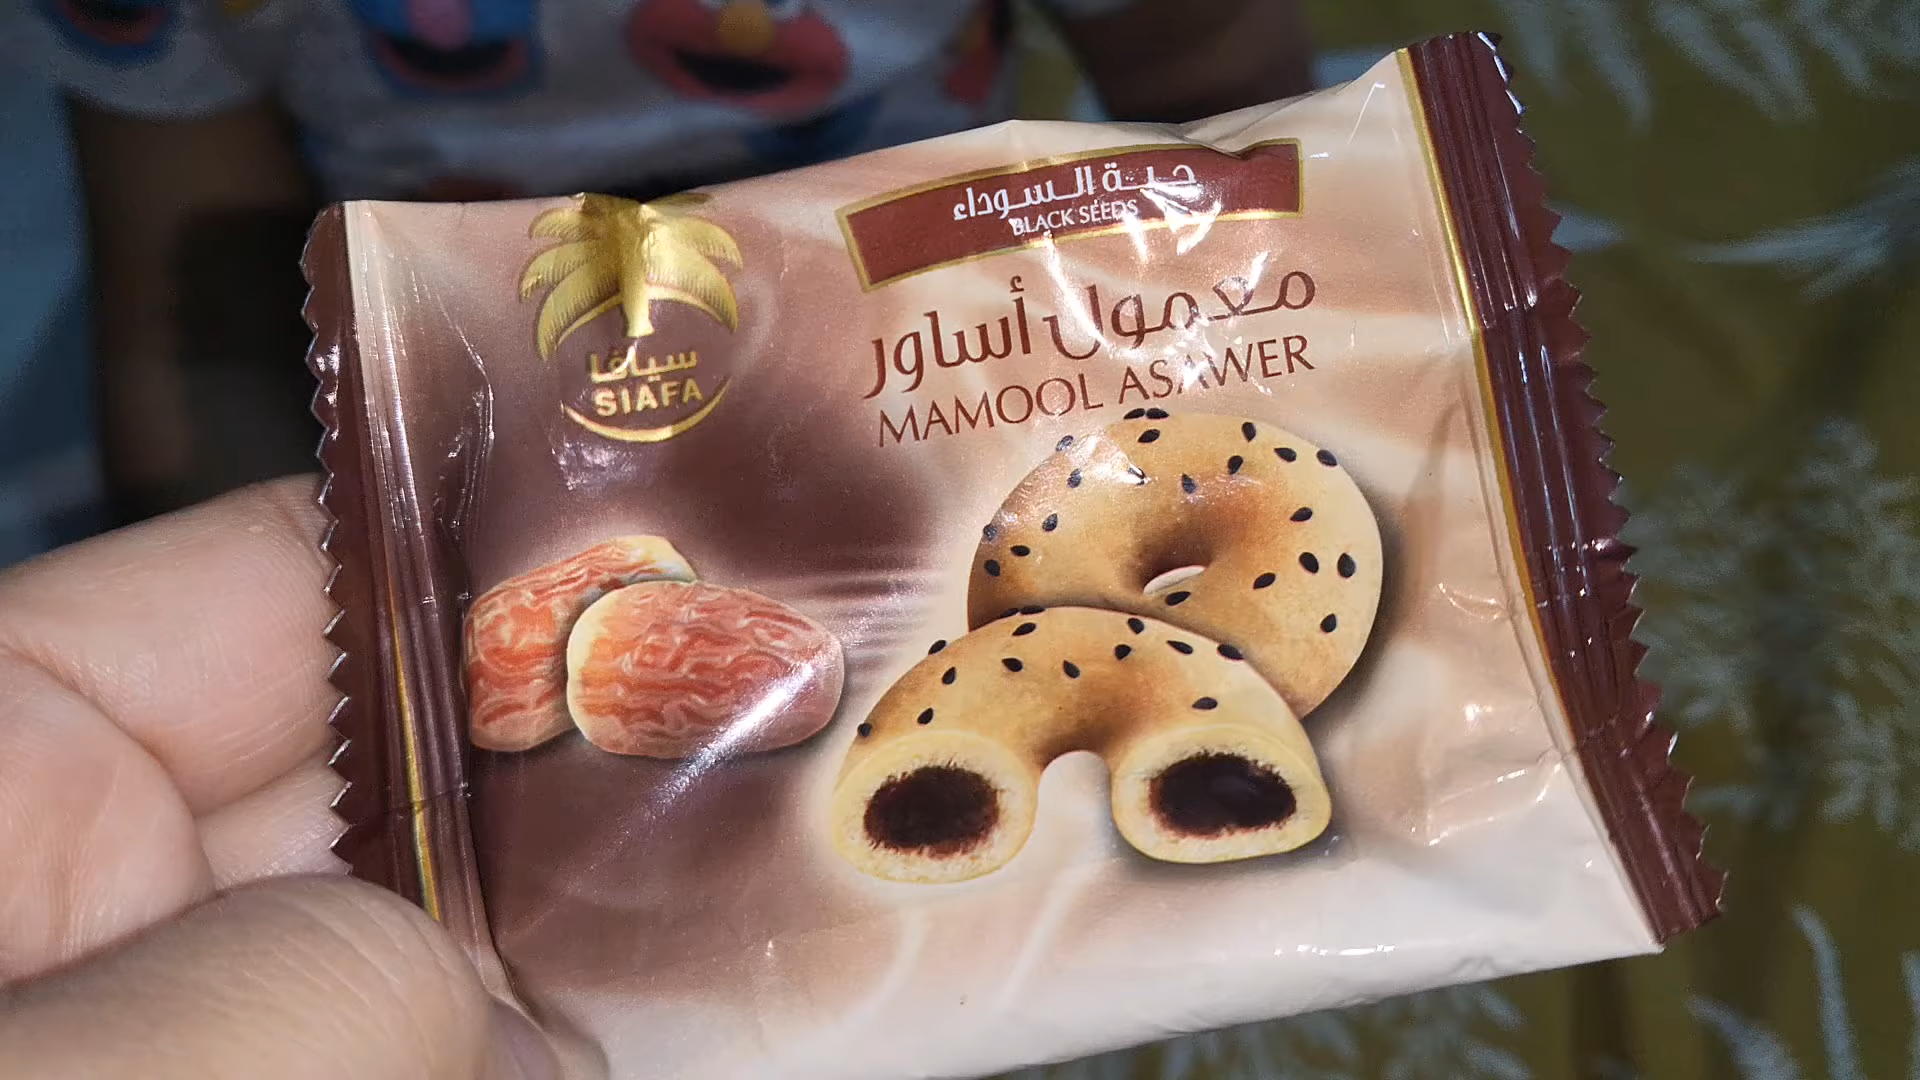 سيافا
SIAFA
حبة السوداء
BLACK SEEDS
معمول أساور
MAMOOL ASAWER